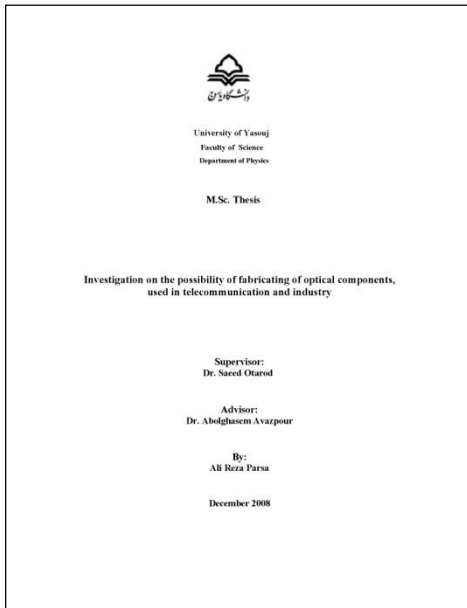 دانشگاه یاسوج
University of Yasouj
Faculty of Science
Department of Physics
M.Sc. Thesis
Investigation on the possibility of fabricating of optical components,
used in telecommunication and industry
Supervisor:
Dr. Saeed Otarod
Advisor:
Dr. Abolghasem Avazpour
By:
Ali Reza Parsa
December 2008